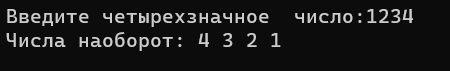 Введите четырехзначное  число:1234
Числа наоборот: 4 3 2 1